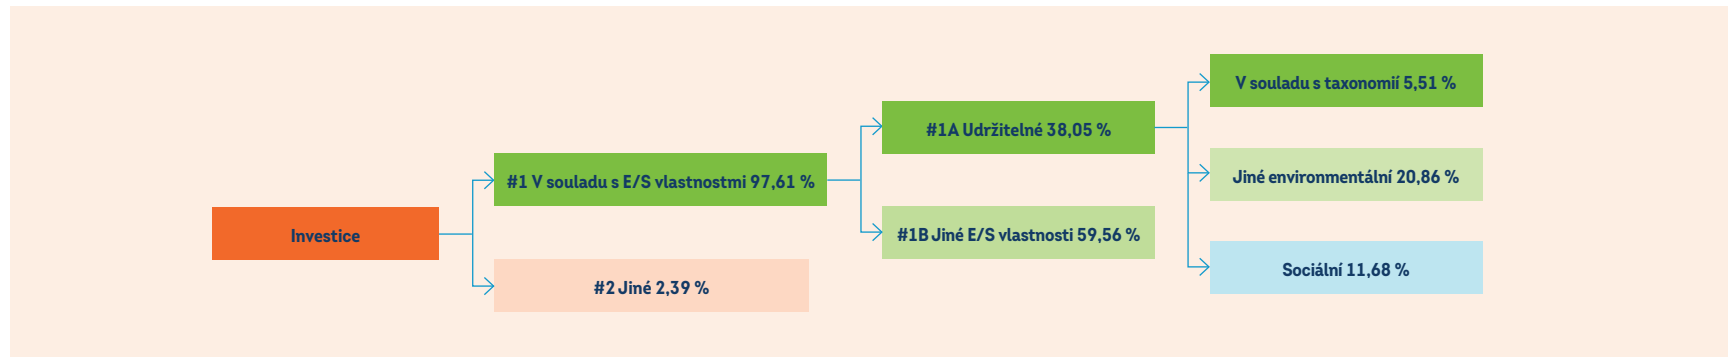 Investice
#1 V souladu s E/S vlastnostmi 97,61 %
#2 Jiné 2,39 %
#1A Udržitelné 38,05 %
#1B Jiné E/S vlastnosti 59,56 %
V souladu s taxonomií 5,51 %
Jiné environmentální 20,86 %
Sociální 11,68 %